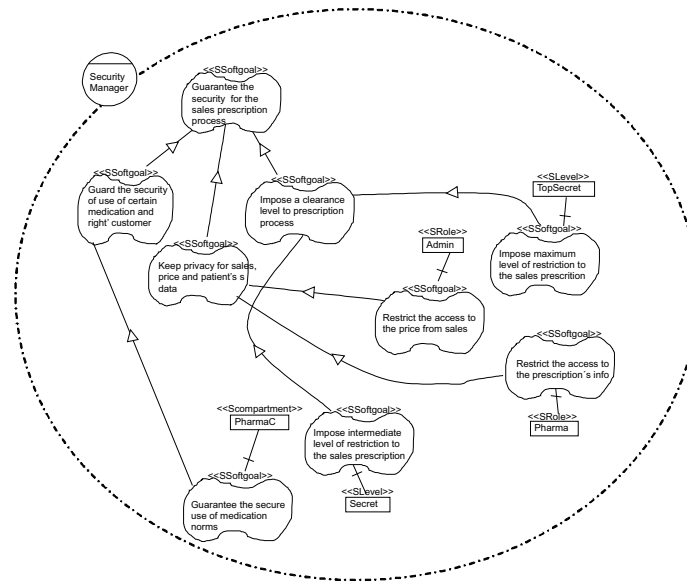 <<SSoftgoal>>
Guarantee the
security for the
sales prescription
process
Security
Manager
<<SSoftgoal>>
Guard the security
of use of certain
medication and
right' customer
<<SSoftgoal>>
Impose a clearance
level to prescription
process
<<SLevel>>
TopSecret
<<SSoftgoal>>
Impose maximum
level of restriction to
the sales prescrition
<<SRole>>
Admin
<<SSoftgoal>>
Keep privacy for sales,
price and patient's s
data
<<SSoftgoal>>
Restrict the access to
the price from sales
<<SSoftgoal>>
Restrict the access to
the prescription´s info
<<SRole>>
Pharma
<<Scompartment>>
PharmaC
<<SSoftgoal>>
Impose intermediate
level of restriction to
the sales prescription
<<SLevel>>
Secret
<<SSoftgoal>>
Guarantee the secure
use of medication
norms